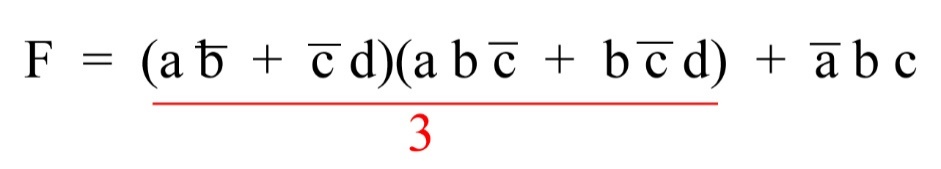 F = (a b̅ + c̅ d)(a b c̅ + b c̅ d) + a̅ b c
3